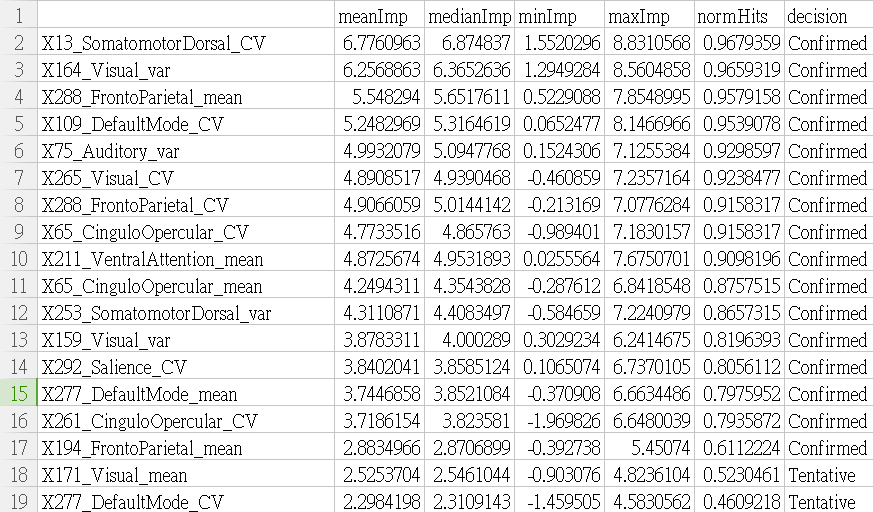 1 meanImp medianImp minImp maxImp normHits decision
2 X13_SomatomotorDorsal_CV 6.7760963 6.874837 1.5520296 8.8310568 0.9679359 Confirmed
3 X164_Visual_var 6.2568863 6.3652636 1.2949284 8.5604858 0.9659319 Confirmed
4 X288_FrontoParietal_mean 5.548294 5.6517611 0.5229088 7.8548995 0.9579158 Confirmed
5 X109_DefaultMode_CV 5.2482969 5.3164619 0.0652477 8.1466966 0.9539078 Confirmed
6 X75_Auditory_var 4.9932079 5.0947768 0.1524306 7.1255384 0.9298597 Confirmed
7 X265_Visual_CV 4.8908517 4.9390468 -0.460859 7.2357164 0.9238477 Confirmed
8 X288_FrontoParietal_CV 4.9066059 5.0144142 -0.213169 7.0776284 0.9158317 Confirmed
9 X65_CinguloOpercular_CV 4.7733516 4.865763 -0.989401 7.1830157 0.9158317 Confirmed
10 X211_VentralAttention_mean 4.8725674 4.9531893 0.0255564 7.6750701 0.9098196 Confirmed
11 X65_CinguloOpercular_mean 4.2494311 4.3543828 -0.287612 6.8418548 0.8757515 Confirmed
12 X253_SomatomotorDorsal_var 4.3110871 4.4083497 -0.584659 7.2240979 0.8657315 Confirmed
13 X159_Visual_var 3.8783311 4.000289 0.3029234 6.2414675 0.8196393 Confirmed
14 X292_Salience_CV 3.8402041 3.8585124 0.1065074 6.7370105 0.8056112 Confirmed
15 X277_DefaultMode_mean 3.7446858 3.8521084 -0.370908 6.6634486 0.7975952 Confirmed
16 X261_CinguloOpercular_CV 3.7186154 3.823581 -1.969826 6.6480039 0.7935872 Confirmed
17 X194_FrontoParietal_mean 2.8834966 2.8706899 -0.392738 5.45074 0.6112224 Confirmed
18 X171_Visual_mean 2.5253704 2.5461044 -0.903076 4.8236104 0.5230461 Tentative
19 X277_DefaultMode_CV 2.2984198 2.3109143 -1.459505 4.5830562 0.4609218 Tentative